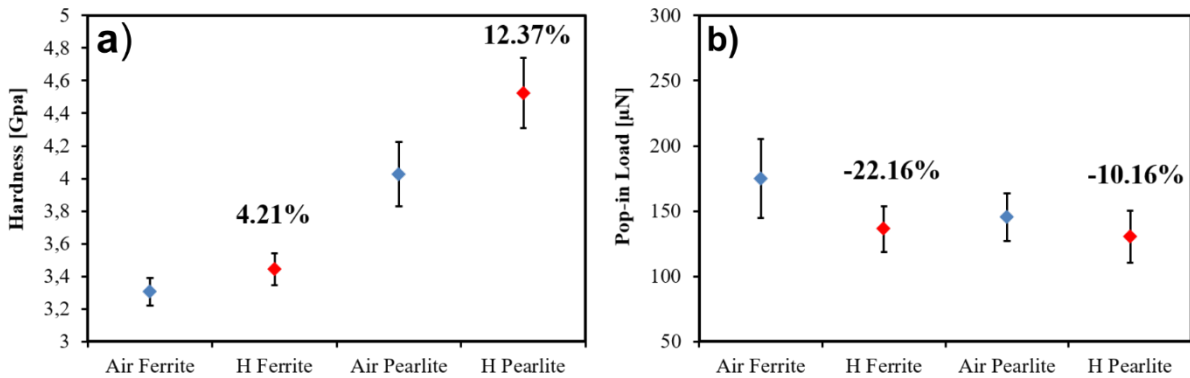 a)
Hardness [Gpa]
5
4,8
4,6
4,4
4,2
4
3,8
3,6
3,4
3,2
3
4.21%
12.37%
Air Ferrite
H Ferrite
Air Pearlite
H Pearlite
b)
Pop-in Load [µN]
300
250
200
150
100
50
-22.16%
-10.16%
Air Ferrite
H Ferrite
Air Pearlite
H Pearlite